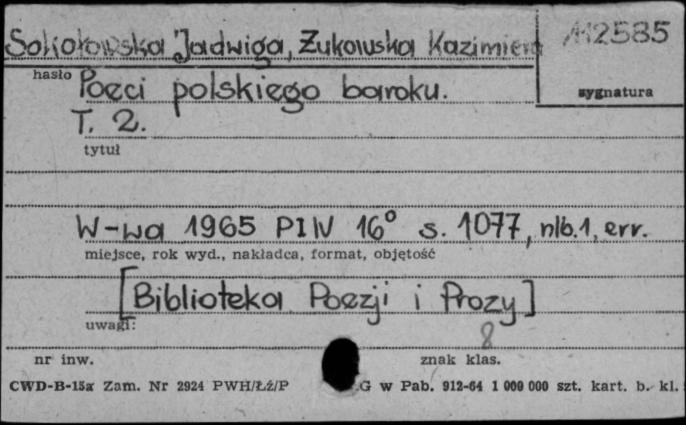 Sokołowska Jadwiga, Żukowska Kazimiera
112585
hasło
sygnatura
Poeci polskiego baroku.
T. 2.
tytuł
W-wa 1965 PIW 16° s. 1077, nlb.1, err.
miejsce, rok wyd., nakładca, format, objętość
[Biblioteka Poezji i Prozy]
uwagi:
8
nr inw.
znak klas.
CWD-B-15a Zam. Nr 2924 PWH/Łź/P G w Pab. 912-64 1 000 000 szt. kart. b. kl.